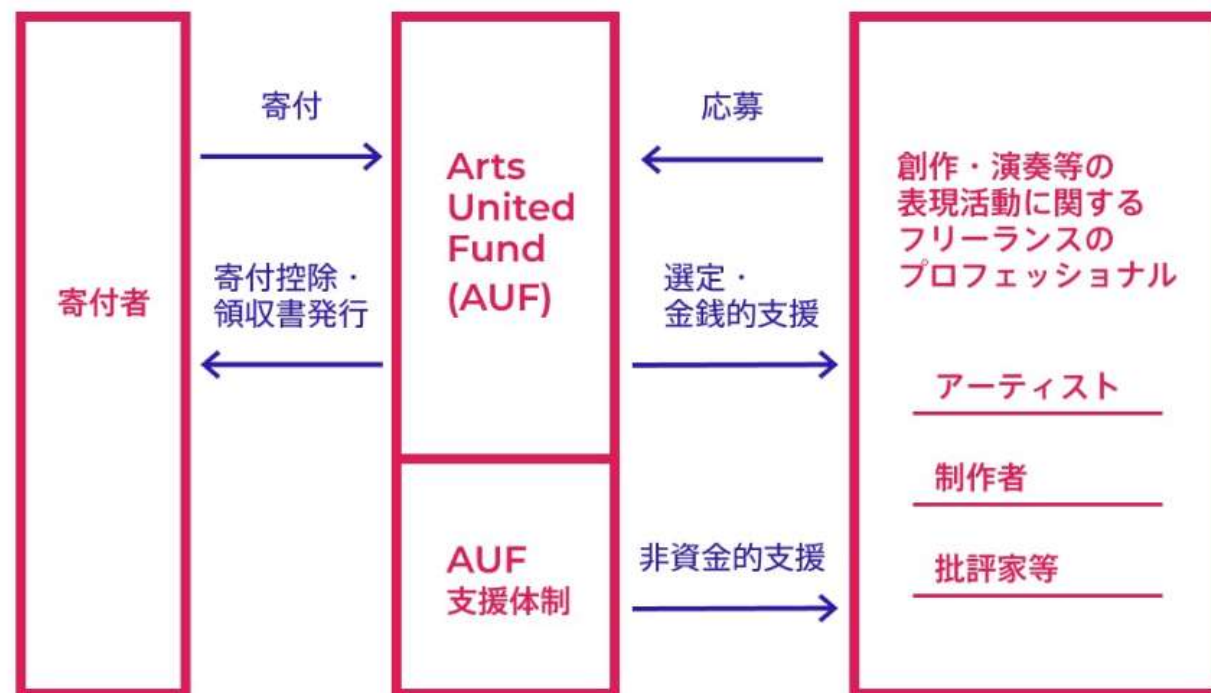 寄付者
寄付
寄付控除・
領収書発行
Arts
United
Fund
(AUF)
AUF
支援体制
応募
選定・
金銭的支援
非資金的支援
創作・演奏等の
表現活動に関する
フリーランスの
プロフェッショナル
アーティスト
制作者
批評家等